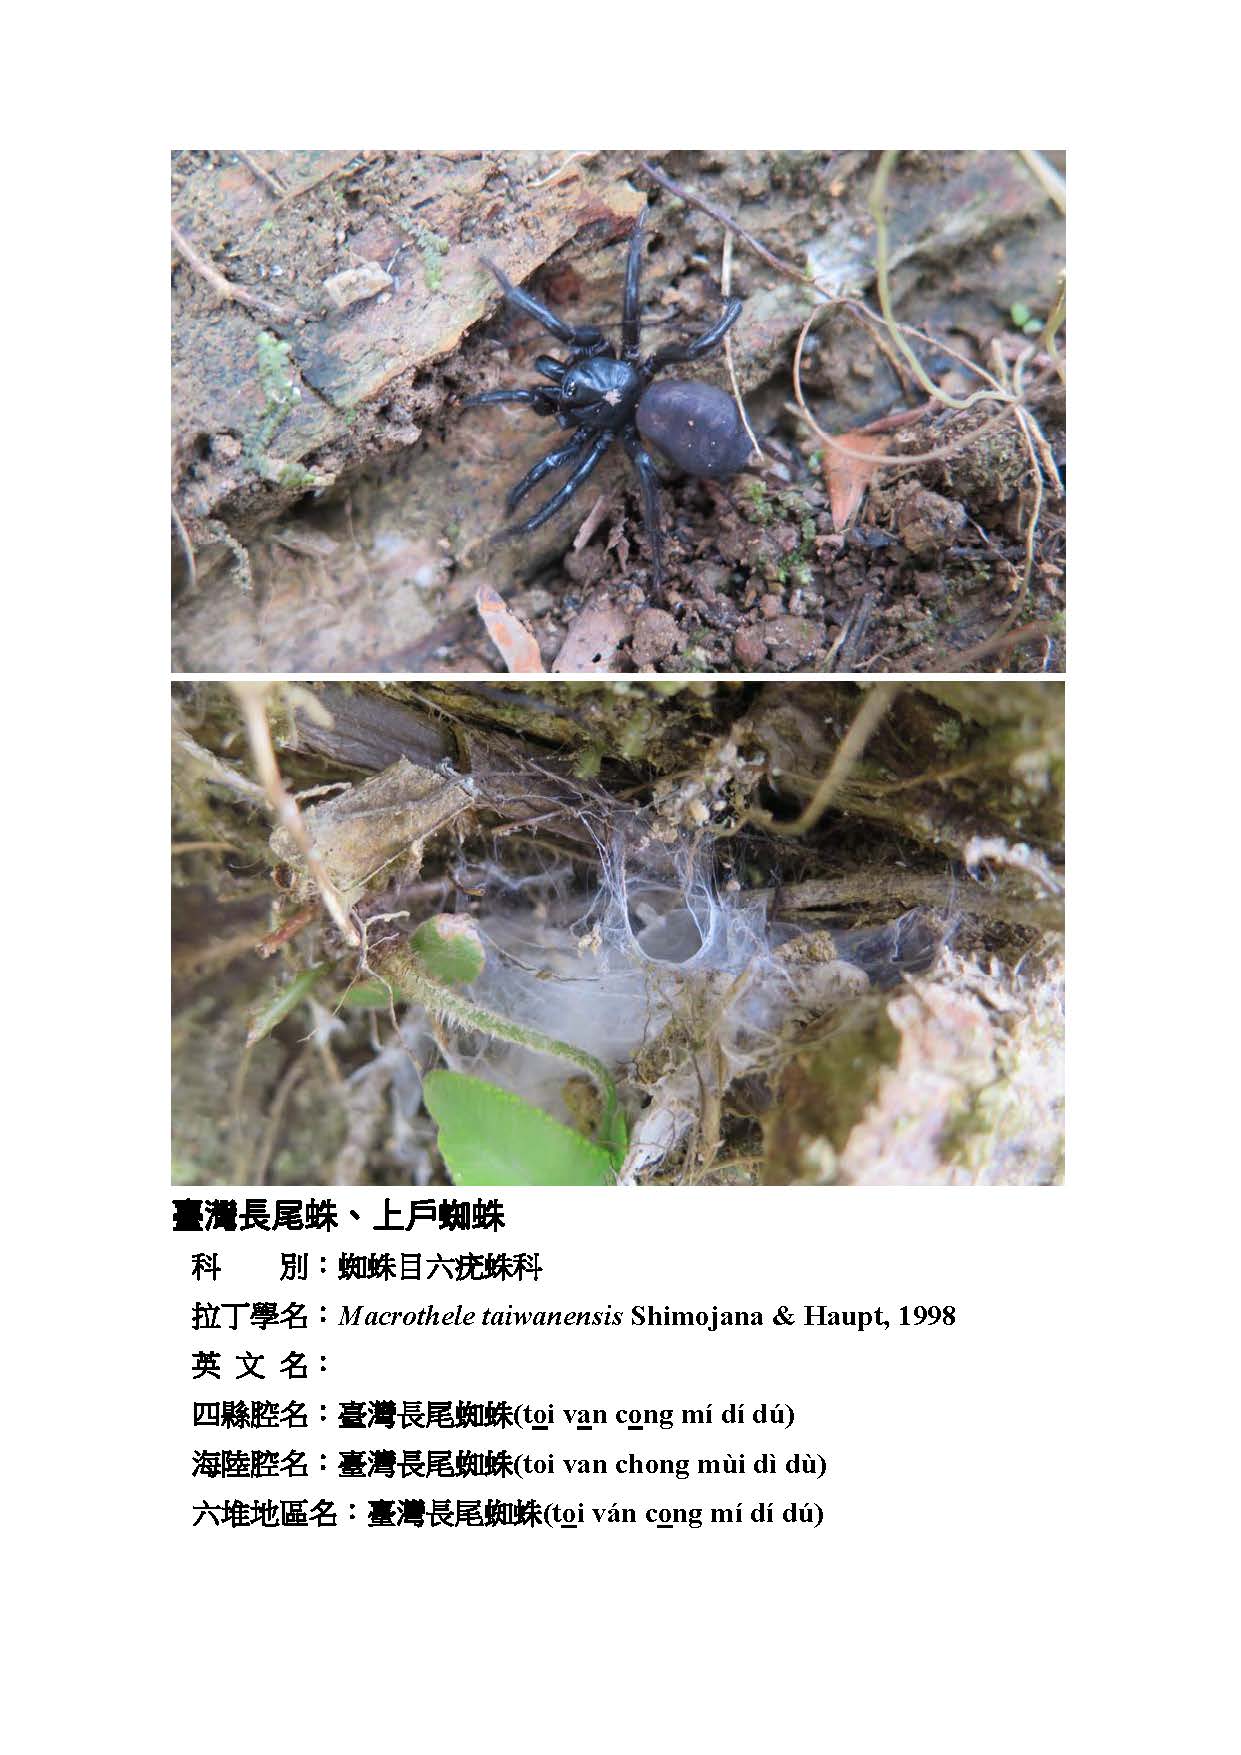 臺灣長尾蛛、上戶蜘蛛
科　　別：蜘蛛目六疣蛛科
拉丁學名：Macrothele taiwanensis Shimojana & Haupt, 1998
英 文 名：
四縣腔名：臺灣長尾蜘蛛(toi van cong mí dí dú)
海陸腔名：臺灣長尾蜘蛛(toi van chong mùi dì dù)
六堆地區名：臺灣長尾蜘蛛(toi ván cong mí dí dú)